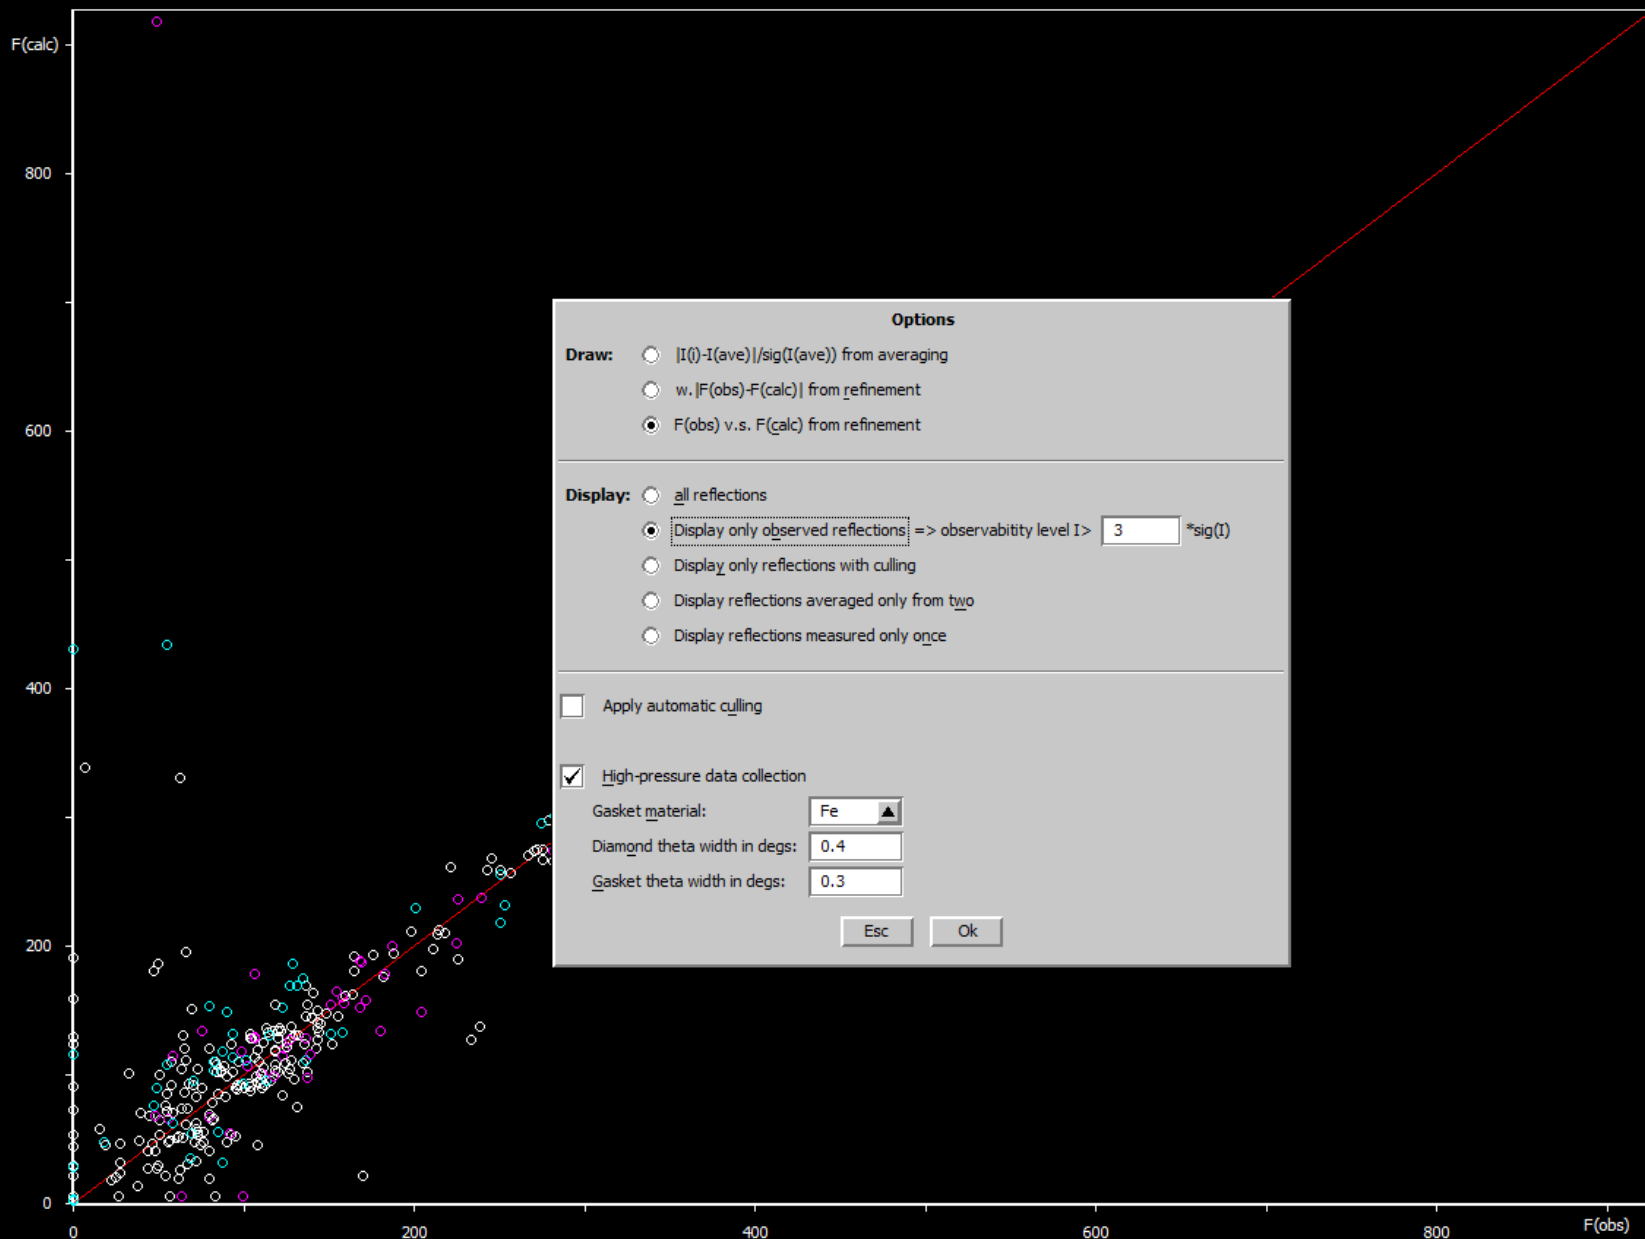 F(calc)
800
600
400
200
0
0
200
400
600
800
F(obs)
Options
Draw:
|I(i)-I(ave)|/sig(I(ave)) from averaging
w.|F(obs)-F(calc)| from refinement
F(obs) v.s. F(calc) from refinement
Display:
all reflections
Display only observed reflections => observabitity level I> 3 *sig(I)
Display only reflections with culling
Display reflections averaged only from two
Display reflections measured only once
Apply automatic culling
High-pressure data collection
Gasket material: Fe
Diamond theta width in degs: 0.4
Gasket theta width in degs: 0.3
Esc Ok